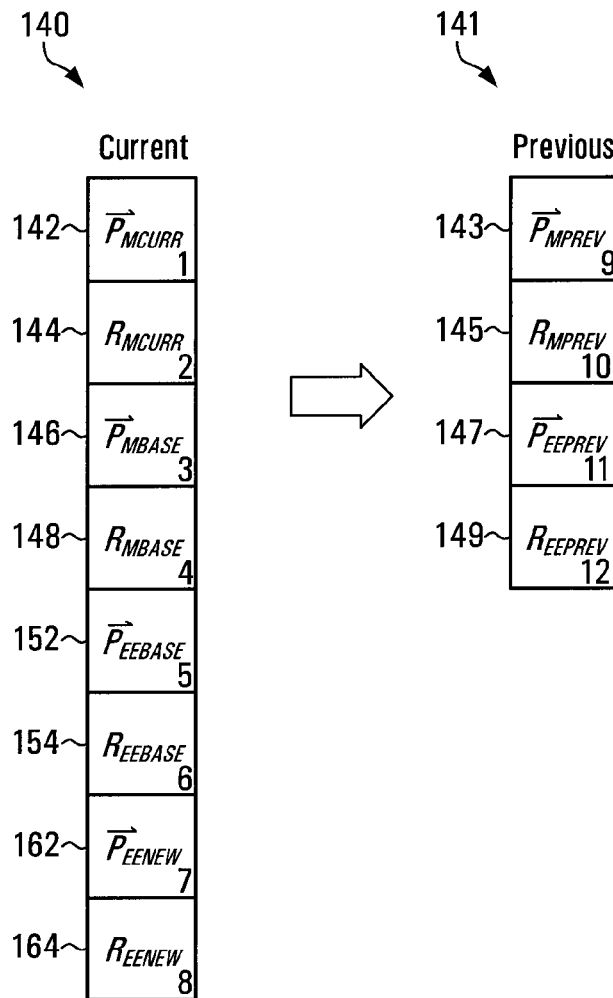 140
141
Current
Previous
142 P⃗MCURR 1
144 RMCURR 2
146 P⃗MBASE 3
148 RMBASE 4
152 P⃗EEBASE 5
154 REEBASE 6
162 P⃗EENEW 7
164 REENEW 8
143 P⃗MPREV 9
145 RMPREV 10
147 P⃗EEPREV 11
149 REEPREV 12